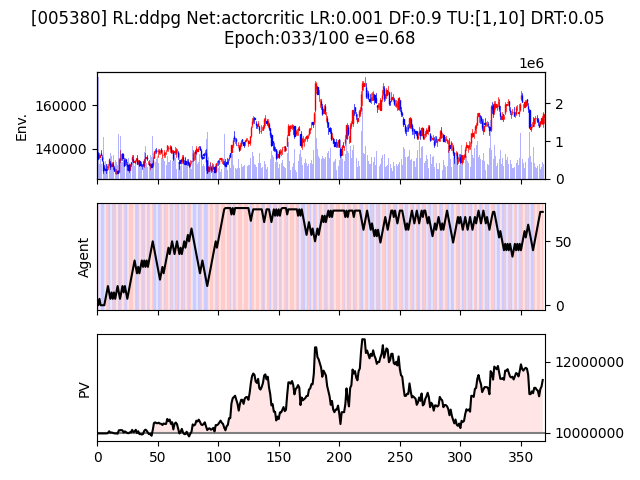 [005380] RL:ddpg Net:actorcritic LR:0.001 DF:0.9 TU:[1,10] DRT:0.05
Epoch:033/100 e=0.68
1e6
Env.
160000
140000
2
1
0
Agent
50
0
PV
12000000
10000000
0 50 100 150 200 250 300 350